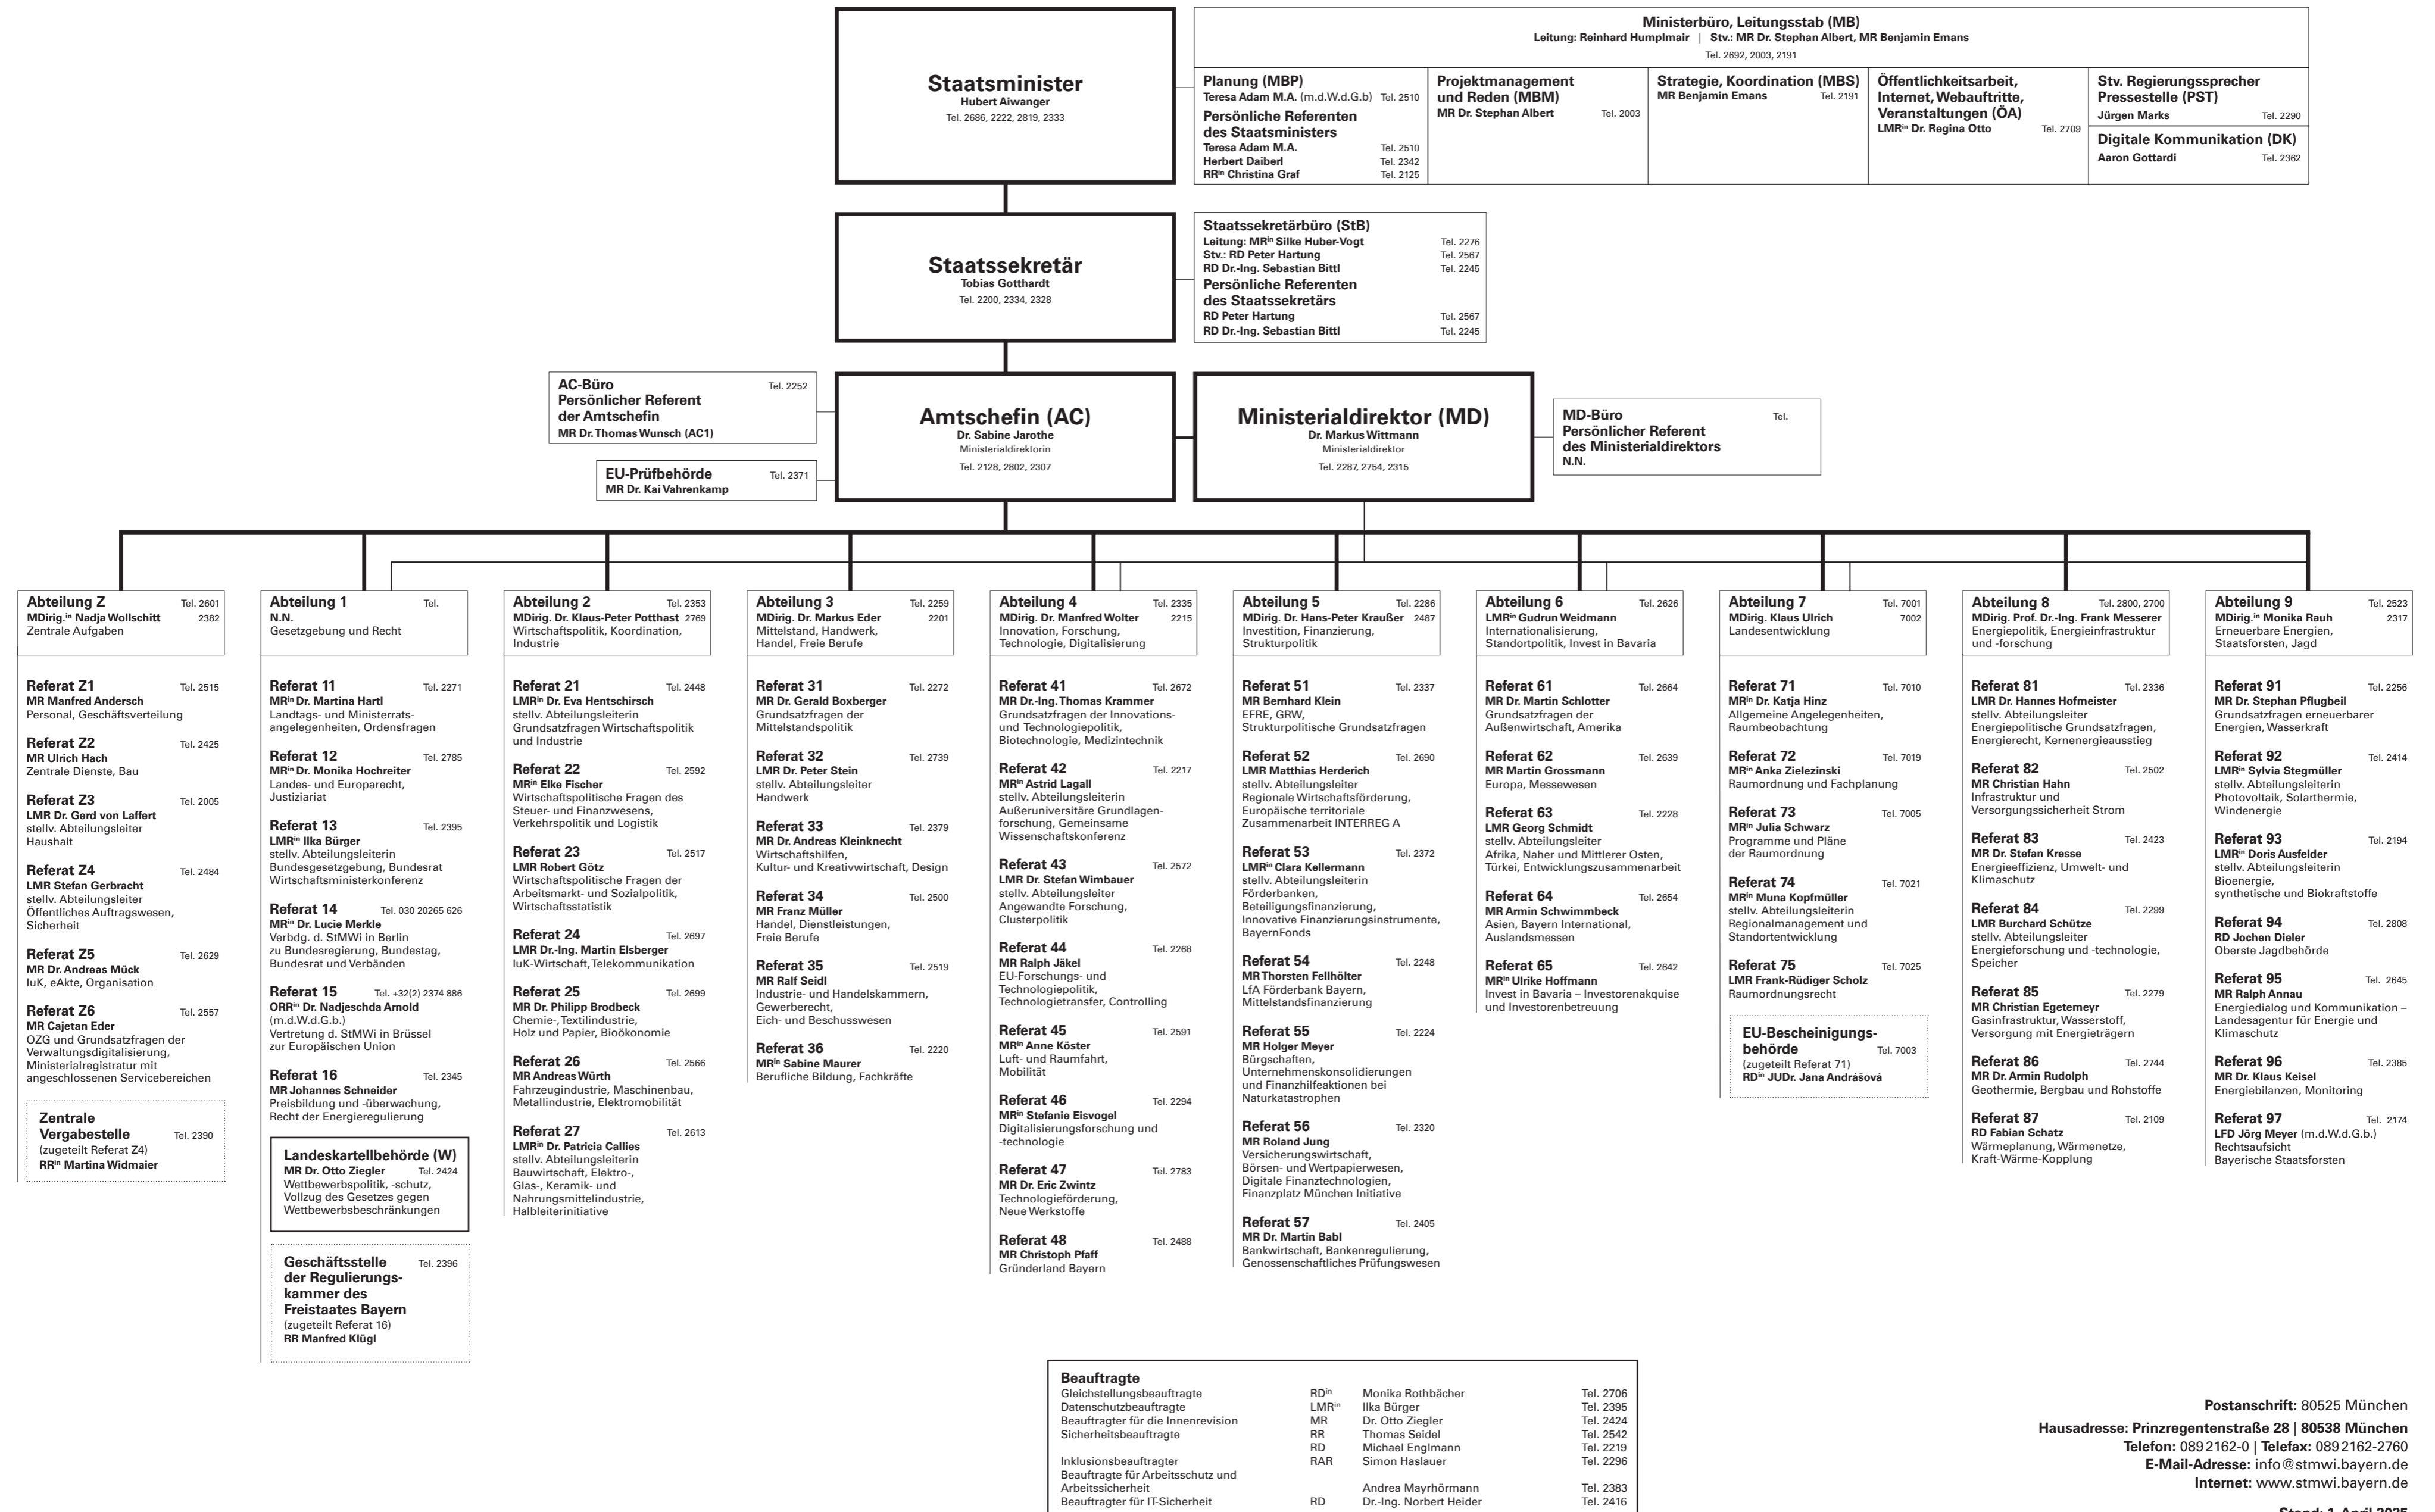 Staatsminister
Hubert Aiwanger
Tel. 2686, 2222, 2819, 2333
Ministerbüro, Leitungsstab (MB)
Leitung: Reinhard Humplmair | Stv.: MR Dr. Stephan Albert, MR Benjamin Emans
Tel. 2692, 2003, 2191
Planung (MBP)
Teresa Adam M.A. (m.d.W.d.G.b) Tel. 2510
Persönliche Referenten
des Staatsministers
Teresa Adam M.A. Tel. 2510
Herbert Daiberl Tel. 2342
RRin Christina Graf Tel. 2125
Projektmanagement
und Reden (MBM)
MR Dr. Stephan Albert Tel. 2003
Strategie, Koordination (MBS)
MR Benjamin Emans Tel. 2191
Öffentlichkeitsarbeit,
Internet, Webauftritte,
Veranstaltungen (ÖA)
LMRin Dr. Regina Otto Tel. 2709
Stv. Regierungssprecher
Pressestelle (PST)
Jürgen Marks Tel. 2290
Digitale Kommunikation (DK)
Aaron Gottardi Tel. 2362
Staatssekretär
Tobias Gotthardt
Tel. 2200, 2334, 2328
Staatssekretärbüro (StB)
Leitung: MRin Silke Huber-Vogt Tel. 2276
Stv.: RD Peter Hartung Tel. 2567
RD Dr.-Ing. Sebastian Bittl Tel. 2245
Persönliche Referenten
des Staatssekretärs
RD Peter Hartung Tel. 2567
RD Dr.-Ing. Sebastian Bittl Tel. 2245
AC-Büro Tel. 2252
Persönlicher Referent
der Amtschefin
MR Dr. Thomas Wunsch (AC1)
EU-Prüfbehörde Tel. 2371
MR Dr. Kai Vahrenkamp
Amtschefin (AC)
Dr. Sabine Jarothe
Ministerialdirektorin
Tel. 2128, 2802, 2307
Ministerialdirektor (MD)
Dr. Markus Wittmann
Ministerialdirektor
Tel. 2287, 2754, 2315
MD-Büro Tel.
Persönlicher Referent
des Ministerialdirektors
N.N.
Abteilung Z Tel. 2601
MDirig.in Nadja Wollschitt 2382
Zentrale Aufgaben
Referat Z1 Tel. 2515
MR Manfred Andersch
Personal, Geschäftsverteilung
Referat Z2 Tel. 2425
MR Ulrich Hach
Zentrale Dienste, Bau
Referat Z3 Tel. 2005
LMR Dr. Gerd von Laffert
stellv. Abteilungsleiter
Haushalt
Referat Z4 Tel. 2484
LMR Stefan Gerbracht
stellv. Abteilungsleiter
Öffentliches Auftragswesen,
Sicherheit
Referat Z5 Tel. 2629
MR Dr. Andreas Mück
IuK, eAkte, Organisation
Referat Z6 Tel. 2557
MR Cajetan Eder
OZG und Grundsatzfragen der
Verwaltungsdigitalisierung,
Ministerialregistratur mit
angeschlossenen Servicebereichen
Zentrale
Vergabestelle Tel. 2390
(zugeteilt Referat Z4)
RRin Martina Widmaier
Abteilung 1 Tel.
N.N.
Gesetzgebung und Recht
Referat 11 Tel. 2271
MRin Dr. Martina Hartl
Landtags- und Ministerrats-
angelegenheiten, Ordensfragen
Referat 12 Tel. 2785
MRin Dr. Monika Hochreiter
Landes- und Europarecht,
Justiziariat
Referat 13 Tel. 2395
LMRin Ilka Bürger
stellv. Abteilungsleiterin
Bundesgesetzgebung, Bundesrat
Wirtschaftsministerkonferenz
Referat 14 Tel. 030 20265 626
MRin Dr. Lucie Merkle
Verbdg. d. StMWi in Berlin
zu Bundesregierung, Bundestag,
Bundesrat und Verbänden
Referat 15 Tel. +32(2) 2374 886
ORRin Dr. Nadjeschda Arnold
(m.d.W.d.G.b.)
Vertretung d. StMWi in Brüssel
zur Europäischen Union
Referat 16 Tel. 2345
MR Johannes Schneider
Preisbildung und -überwachung,
Recht der Energieregulierung
Landeskartellbehörde (W)
MR Dr. Otto Ziegler Tel. 2424
Wettbewerbspolitik, -schutz,
Vollzug des Gesetzes gegen
Wettbewerbsbeschränkungen
Geschäftsstelle Tel. 2396
der Regulierungs-
kammer des
Freistaates Bayern
(zugeteilt Referat 16)
RR Manfred Klügl
Abteilung 2 Tel. 2353
MDirig. Dr. Klaus-Peter Potthast 2769
Wirtschaftspolitik, Koordination,
Industrie
Referat 21 Tel. 2448
LMRin Dr. Eva Hentschirsch
stellv. Abteilungsleiterin
Grundsatzfragen Wirtschaftspolitik
und Industrie
Referat 22 Tel. 2592
MRin Elke Fischer
Wirtschaftspolitische Fragen des
Steuer- und Finanzwesens,
Verkehrspolitik und Logistik
Referat 23 Tel. 2517
LMR Robert Götz
Wirtschaftspolitische Fragen der
Arbeitsmarkt- und Sozialpolitik,
Wirtschaftsstatistik
Referat 24 Tel. 2697
LMR Dr.-Ing. Martin Elsberger
IuK-Wirtschaft, Telekommunikation
Referat 25 Tel. 2699
MR Dr. Philipp Brodbeck
Chemie-, Textilindustrie,
Holz und Papier, Bioökonomie
Referat 26 Tel. 2566
MR Andreas Würth
Fahrzeugindustrie, Maschinenbau,
Metallindustrie, Elektromobilität
Referat 27 Tel. 2613
LMRin Dr. Patricia Callies
stellv. Abteilungsleiterin
Bauwirtschaft, Elektro-,
Glas-, Keramik- und
Nahrungsmittelindustrie,
Halbleiterinitiative
Abteilung 3 Tel. 2259
MDirig. Dr. Markus Eder 2201
Mittelstand, Handwerk,
Handel, Freie Berufe
Referat 31 Tel. 2272
MR Dr. Gerald Boxberger
Grundsatzfragen der
Mittelstandspolitik
Referat 32 Tel. 2739
LMR Dr. Peter Stein
stellv. Abteilungsleiter
Handwerk
Referat 33 Tel. 2379
MR Dr. Andreas Kleinknecht
Wirtschaftshilfen,
Kultur- und Kreativwirtschaft, Design
Referat 34 Tel. 2500
MR Franz Müller
Handel, Dienstleistungen,
Freie Berufe
Referat 35 Tel. 2519
MR Ralf Seidl
Industrie- und Handelskammern,
Gewerberecht,
Eich- und Beschusswesen
Referat 36 Tel. 2220
MRin Sabine Maurer
Berufliche Bildung, Fachkräfte
Abteilung 4 Tel. 2335
MDirig. Dr. Manfred Wolter 2215
Innovation, Forschung,
Technologie, Digitalisierung
Referat 41 Tel. 2672
MR Dr.-Ing. Thomas Krammer
Grundsatzfragen der Innovations-
und Technologiepolitik,
Biotechnologie, Medizintechnik
Referat 42 Tel. 2217
MRin Astrid Lagall
stellv. Abteilungsleiterin
Außeruniversitäre Grundlagen-
forschung, Gemeinsame
Wissenschaftskonferenz
Referat 43 Tel. 2572
LMR Dr. Stefan Wimbauer
stellv. Abteilungsleiter
Angewandte Forschung,
Clusterpolitik
Referat 44 Tel. 2268
MR Ralph Jäkel
EU-Forschungs- und
Technologiepolitik,
Technologietransfer, Controlling
Referat 45 Tel. 2591
MRin Anne Köster
Luft- und Raumfahrt,
Mobilität
Referat 46 Tel. 2294
MRin Stefanie Eisvogel
Digitalisierungsforschung und
-technologie
Referat 47 Tel. 2783
MR Dr. Eric Zwintz
Technologieförderung,
Neue Werkstoffe
Referat 48 Tel. 2488
MR Christoph Pfaff
Gründerland Bayern
Abteilung 5 Tel. 2286
MDirig. Dr. Hans-Peter Kraußer 2487
Investition, Finanzierung,
Strukturpolitik
Referat 51 Tel. 2337
MR Bernhard Klein
EFRE, GRW,
Strukturpolitische Grundsatzfragen
Referat 52 Tel. 2690
LMR Matthias Herderich
stellv. Abteilungsleiter
Regionale Wirtschaftsförderung,
Europäische territoriale
Zusammenarbeit INTERREG A
Referat 53 Tel. 2372
LMRin Clara Kellermann
stellv. Abteilungsleiterin
Förderbanken,
Beteiligungsfinanzierung,
Innovative Finanzierungsinstrumente,
BayernFonds
Referat 54 Tel. 2248
MR Thorsten Fellhölter
LfA Förderbank Bayern,
Mittelstandsfinanzierung
Referat 55 Tel. 2224
MR Holger Meyer
Bürgschaften,
Unternehmenskonsolidierungen
und Finanzhilfeaktionen bei
Naturkatastrophen
Referat 56 Tel. 2320
MR Roland Jung
Versicherungswirtschaft,
Börsen- und Wertpapierwesen,
Digitale Finanztechnologien,
Finanzplatz München Initiative
Referat 57 Tel. 2405
MR Dr. Martin Babl
Bankwirtschaft, Bankenregulierung,
Genossenschaftliches Prüfungswesen
Abteilung 6 Tel. 2626
LMRin Gudrun Weidmann
Internationalisierung,
Standortpolitik, Invest in Bavaria
Referat 61 Tel. 2664
MR Dr. Martin Schlotter
Grundsatzfragen der
Außenwirtschaft, Amerika
Referat 62 Tel. 2639
MR Martin Grossmann
Europa, Messewesen
Referat 63 Tel. 2228
LMR Georg Schmidt
stellv. Abteilungsleiter
Afrika, Naher und Mittlerer Osten,
Türkei, Entwicklungszusammenarbeit
Referat 64 Tel. 2654
MR Armin Schwimmbeck
Asien, Bayern International,
Auslandsmessen
Referat 65 Tel. 2642
MRin Ulrike Hoffmann
Invest in Bavaria – Investorenakquise
und Investorenbetreuung
Abteilung 7 Tel. 7001
MDirig. Klaus Ulrich 7002
Landesentwicklung
Referat 71 Tel. 7010
MRin Dr. Katja Hinz
Allgemeine Angelegenheiten,
Raumbeobachtung
Referat 72 Tel. 7019
MRin Anka Zielezinski
Raumordnung und Fachplanung
Referat 73 Tel. 7005
MRin Julia Schwarz
Programme und Pläne
der Raumordnung
Referat 74 Tel. 7021
MRin Muna Kopfmüller
stellv. Abteilungsleiterin
Regionalmanagement und
Standortentwicklung
Referat 75 Tel. 7025
LMR Frank-Rüdiger Scholz
Raumordnungsrecht
EU-Bescheinigungs-
behörde Tel. 7003
(zugeteilt Referat 71)
RDin JUDr. Jana Andrášová
Abteilung 8 Tel. 2800, 2700
MDirig. Prof. Dr.-Ing. Frank Messerer
Energiepolitik, Energieinfrastruktur
und -forschung
Referat 81 Tel. 2336
LMR Dr. Hannes Hofmeister
stellv. Abteilungsleiter
Energiepolitische Grundsatzfragen,
Energierecht, Kernenergieausstieg
Referat 82 Tel. 2502
MR Christian Hahn
Infrastruktur und
Versorgungssicherheit Strom
Referat 83 Tel. 2423
MR Dr. Stefan Kresse
Energieeffizienz, Umwelt- und
Klimaschutz
Referat 84 Tel. 2299
LMR Burchard Schütze
stellv. Abteilungsleiter
Energieforschung und -technologie,
Speicher
Referat 85 Tel. 2279
MR Christian Egetemeyr
Gasinfrastruktur, Wasserstoff,
Versorgung mit Energieträgern
Referat 86 Tel. 2744
MR Dr. Armin Rudolph
Geothermie, Bergbau und Rohstoffe
Referat 87 Tel. 2109
RD Fabian Schatz
Wärmeplanung, Wärmenetze,
Kraft-Wärme-Kopplung
Abteilung 9 Tel. 2523
MDirig.in Monika Rauh 2317
Erneuerbare Energien,
Staatsforsten, Jagd
Referat 91 Tel. 2256
MR Dr. Stephan Pflugbeil
Grundsatzfragen erneuerbarer
Energien, Wasserkraft
Referat 92 Tel. 2414
LMRin Sylvia Stegmüller
stellv. Abteilungsleiterin
Photovoltaik, Solarthermie,
Windenergie
Referat 93 Tel. 2194
LMRin Doris Ausfelder
stellv. Abteilungsleiterin
Bioenergie,
synthetische und Biokraftstoffe
Referat 94 Tel. 2808
RD Jochen Dieler
Oberste Jagdbehörde
Referat 95 Tel. 2645
MR Ralph Annau
Energiedialog und Kommunikation –
Landesagentur für Energie und
Klimaschutz
Referat 96 Tel. 2385
MR Dr. Klaus Keisel
Energiebilanzen, Monitoring
Referat 97 Tel. 2174
LFD Jörg Meyer (m.d.W.d.G.b.)
Rechtsaufsicht
Bayerische Staatsforsten
Beauftragte
Gleichstellungsbeauftragte RDin Monika Rothbächer Tel. 2706
Datenschutzbeauftragte LMRin Ilka Bürger Tel. 2395
Beauftragter für die Innenrevision MR Dr. Otto Ziegler Tel. 2424
Sicherheitsbeauftragte RR Thomas Seidel Tel. 2542
RD Michael Englmann Tel. 2219
Inklusionsbeauftragter RAR Simon Haslauer Tel. 2296
Beauftragte für Arbeitsschutz und
Arbeitssicherheit Andrea Mayrhörmann Tel. 2383
Beauftragter für IT-Sicherheit RD Dr.-Ing. Norbert Heider Tel. 2416
Postanschrift: 80525 München
Hausadresse: Prinzregentenstraße 28 | 80538 München
Telefon: 089 2162-0 | Telefax: 089 2162-2760
E-Mail-Adresse: info@stmwi.bayern.de
Internet: www.stmwi.bayern.de
Stand: 1. April 2025